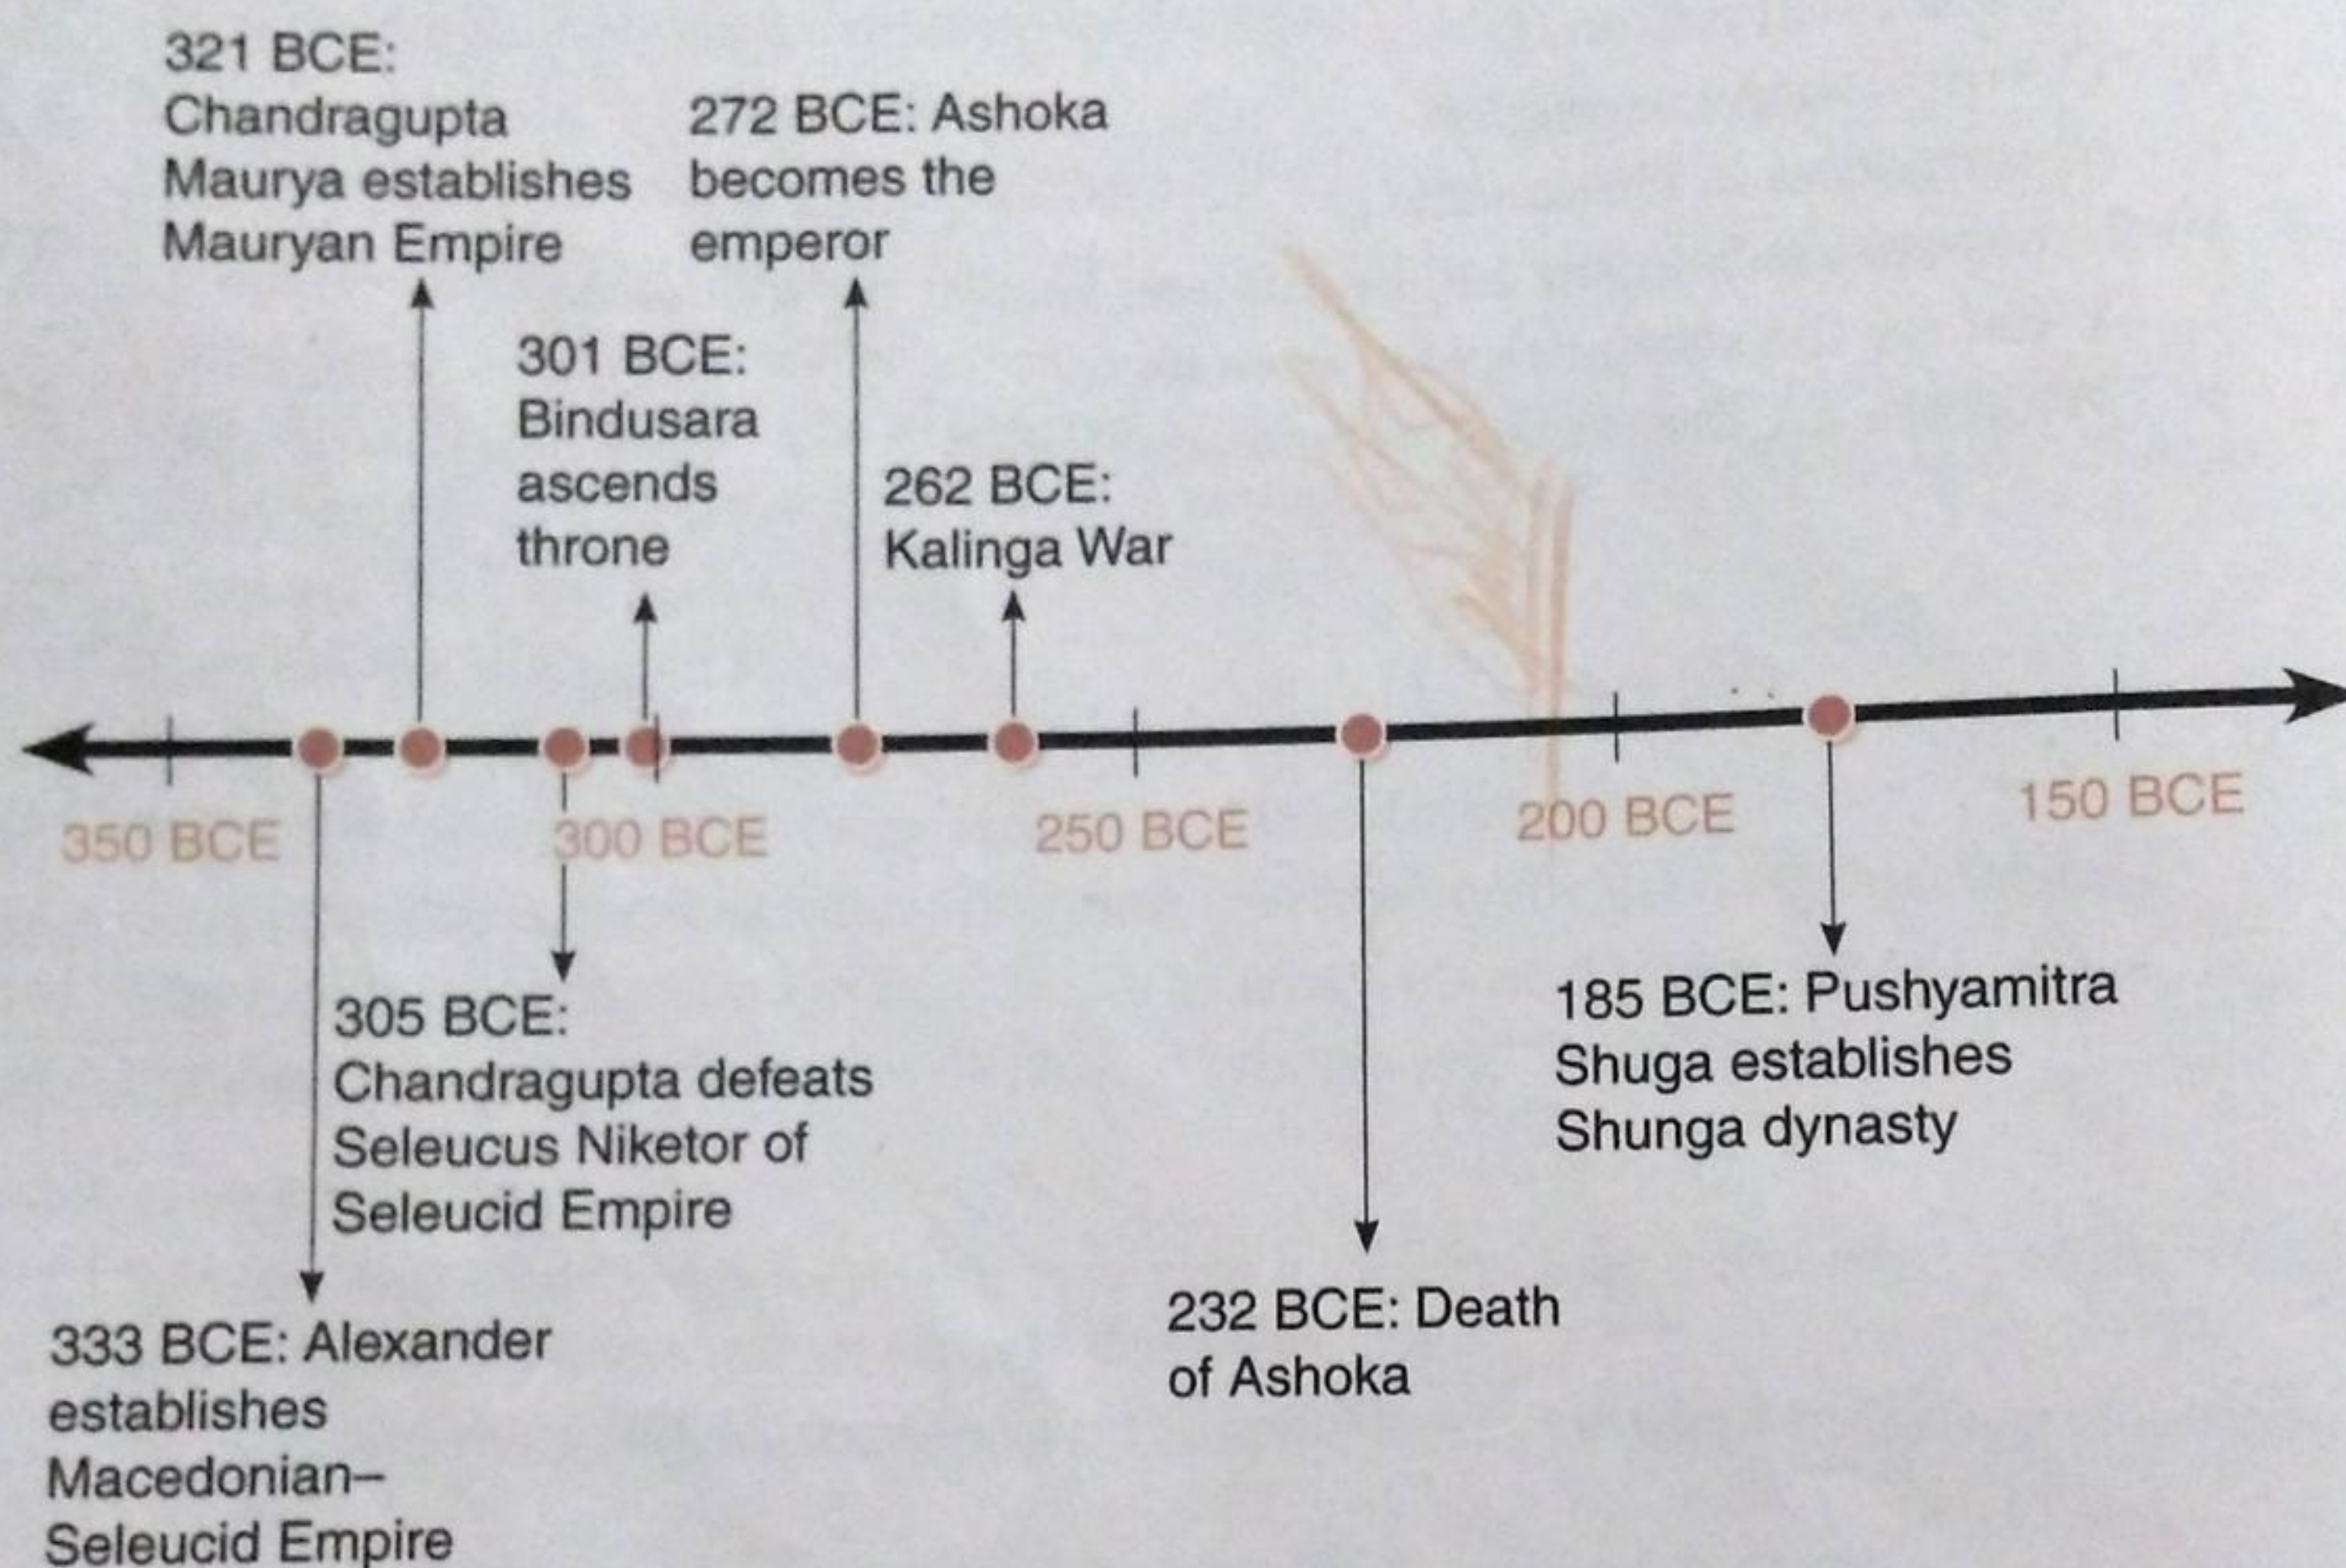 321 BCE:
Chandragupta
Maurya establishes
Mauryan Empire
272 BCE: Ashoka
becomes the
emperor
301 BCE:
Bindusara
ascends
throne
262 BCE:
Kalinga War
350 BCE
300 BCE
250 BCE
200 BCE
150 BCE
305 BCE:
Chandragupta defeats
Seleucus Niketor of
Seleucid Empire
185 BCE: Pushyamitra
Shuga establishes
Shunga dynasty
333 BCE: Alexander
establishes
Macedonian–
Seleucid Empire
232 BCE: Death
of Ashoka